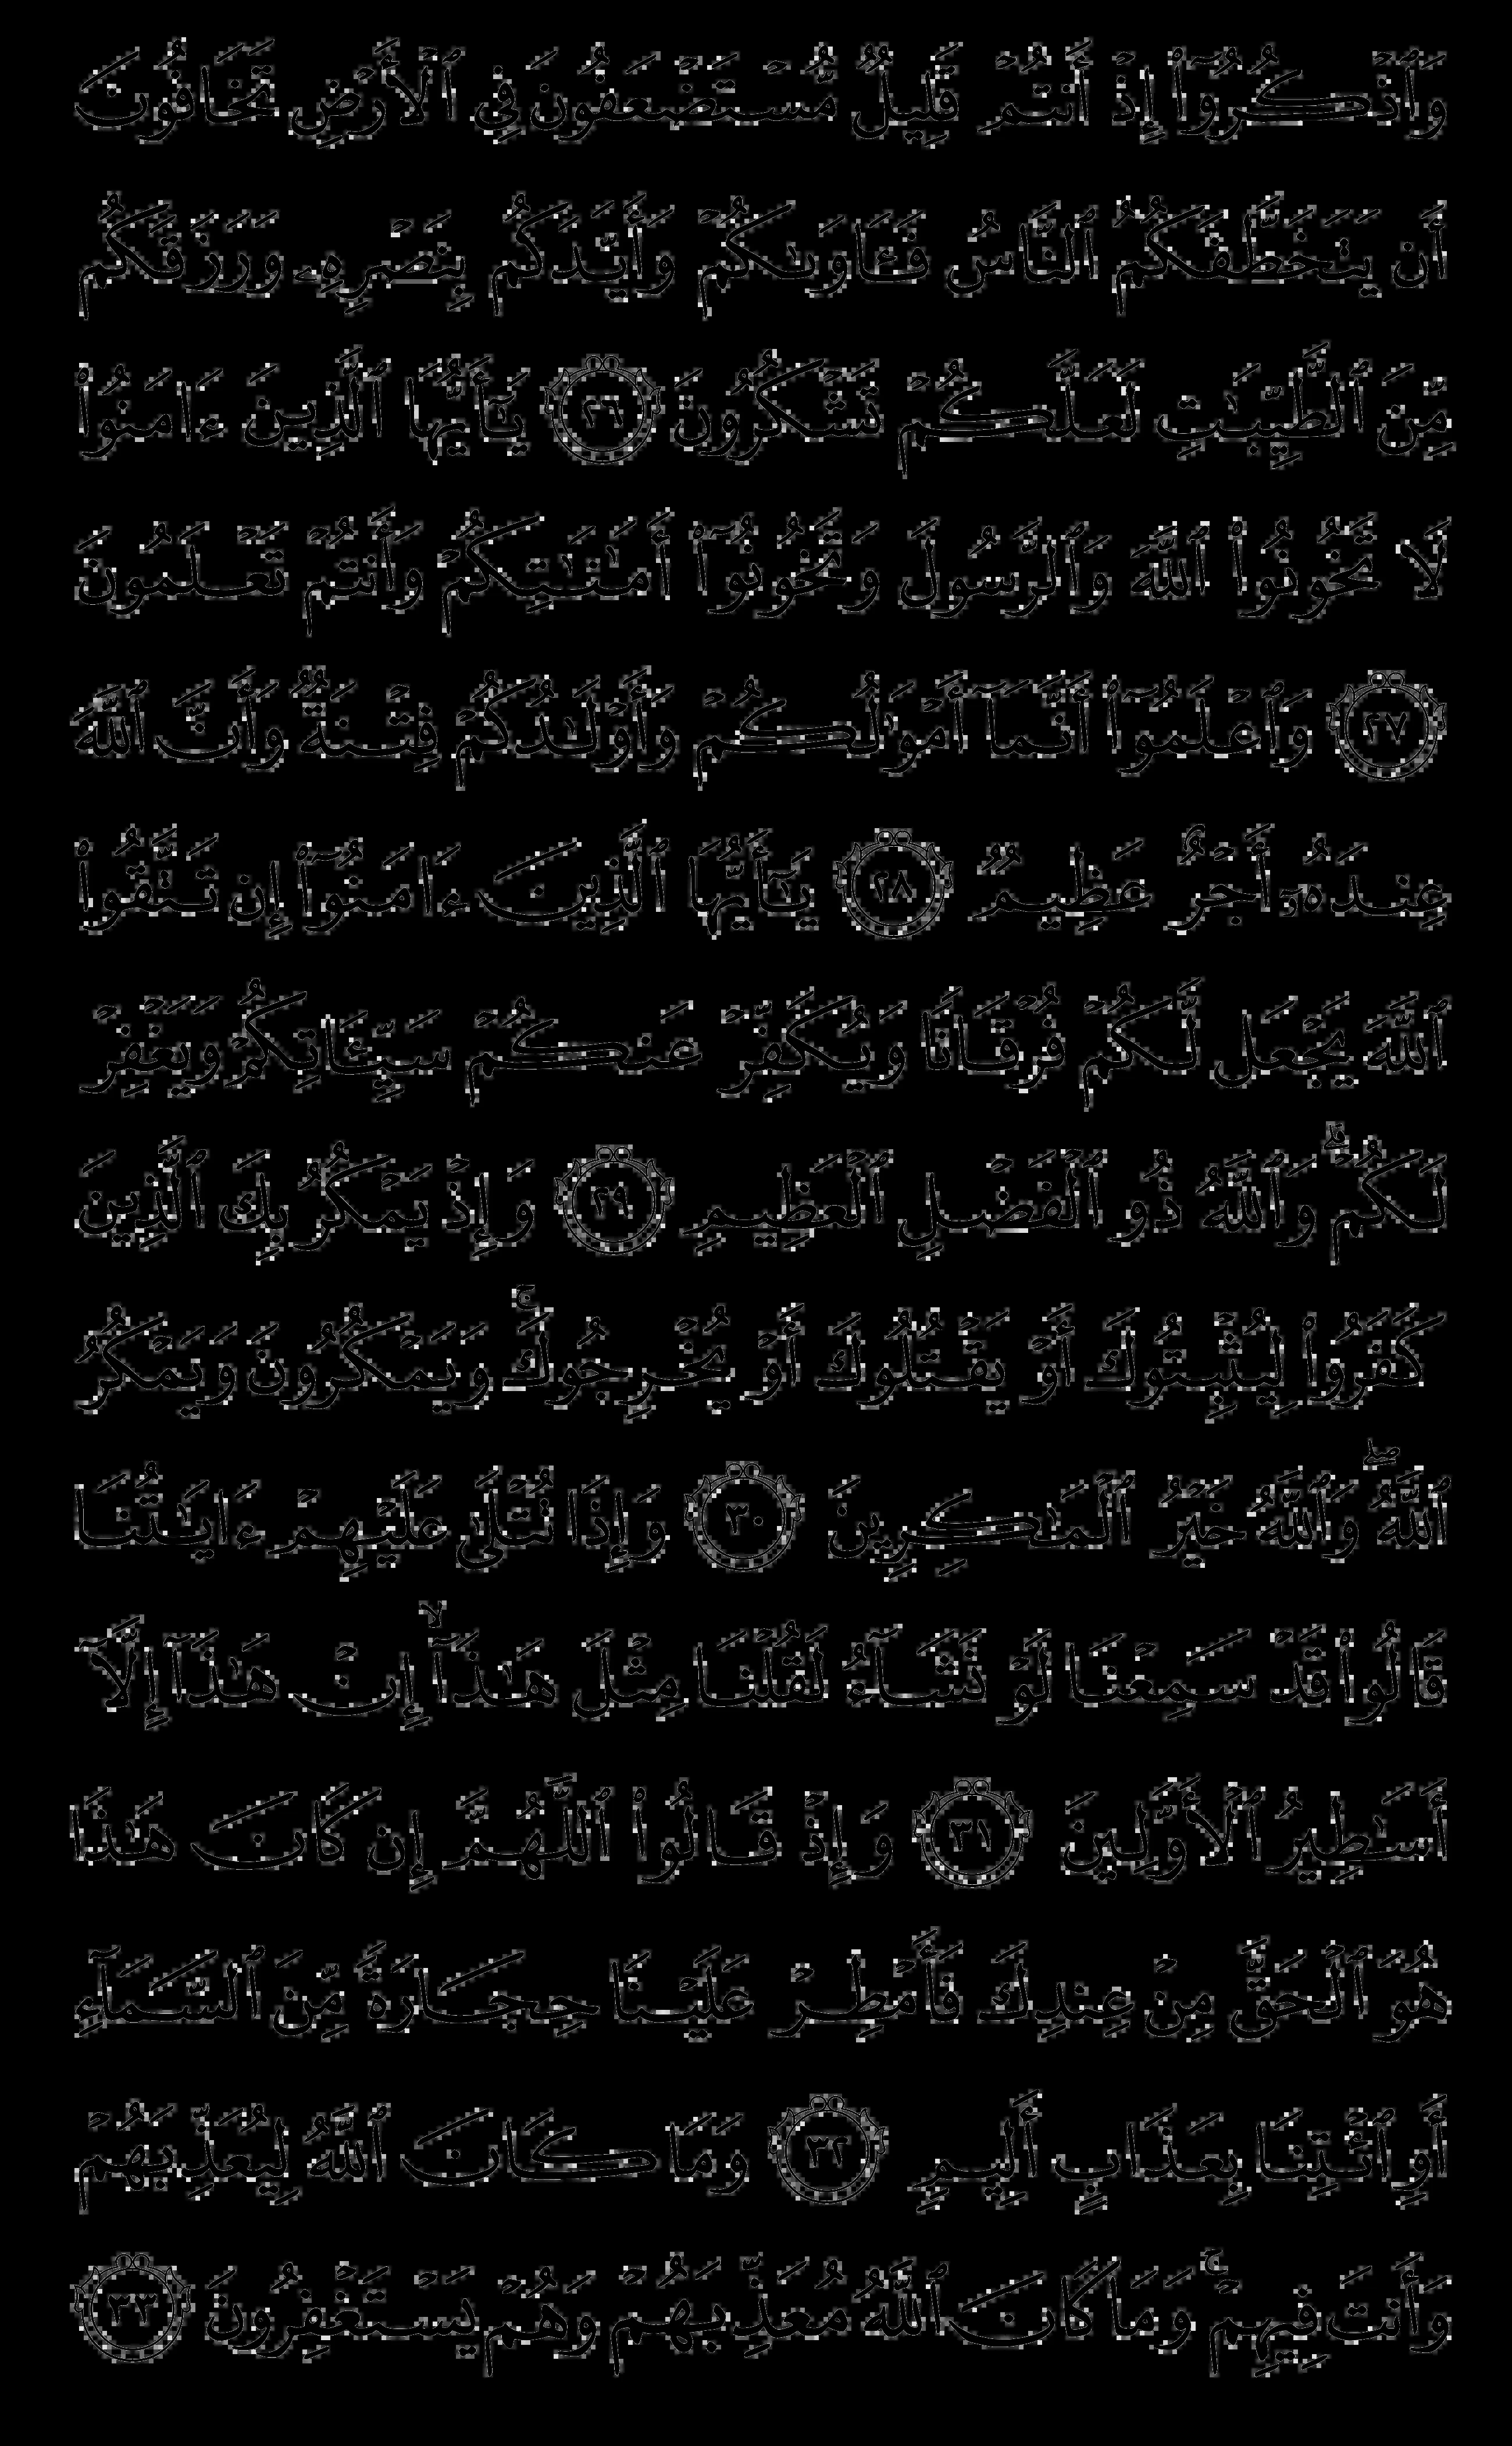 وَٱذْكُرُوٓا۟ إِذْ أَنتُمْ قَلِيلٌ مُّسْتَضْعَفُونَ فِى ٱلْأَرْضِ تَخَافُونَ
أَن يَتَخَطَّفَكُمُ ٱلنَّاسُ فَـَٔاوَىٰكُمْ وَأَيَّدَكُم بِنَصْرِهِۦ وَرَزَقَكُم
مِّنَ ٱلطَّيِّبَـٰتِ لَعَلَّكُمْ تَشْكُرُونَ ٢٦ يَـٰٓأَيُّهَا ٱلَّذِينَ ءَامَنُوا۟
لَا تَخُونُوا۟ ٱللَّهَ وَٱلرَّسُولَ وَتَخُونُوٓا۟ أَمَـٰنَـٰتِكُمْ وَأَنتُمْ تَعْلَمُونَ
٢٧ وَٱعْلَمُوٓا۟ أَنَّمَآ أَمْوَٰلُكُمْ وَأَوْلَـٰدُكُمْ فِتْنَةٌ وَأَنَّ ٱللَّهَ
عِندَهُۥٓ أَجْرٌ عَظِيمٌ ٢٨ يَـٰٓأَيُّهَا ٱلَّذِينَ ءَامَنُوٓا۟ إِن تَتَّقُوا۟
ٱللَّهَ يَجْعَل لَّكُمْ فُرْقَانًا وَيُكَفِّرْ عَنكُمْ سَيِّـَٔاتِكُمْ وَيَغْفِرْ
لَكُمْ ۗ وَٱللَّهُ ذُو ٱلْفَضْلِ ٱلْعَظِيمِ ٢٩ وَإِذْ يَمْكُرُ بِكَ ٱلَّذِينَ
كَفَرُوا۟ لِيُثْبِتُوكَ أَوْ يَقْتُلُوكَ أَوْ يُخْرِجُوكَ ۚ وَيَمْكُرُونَ وَيَمْكُرُ
ٱللَّهُ ۖ وَٱللَّهُ خَيْرُ ٱلْمَـٰكِرِينَ ٣٠ وَإِذَا تُتْلَىٰ عَلَيْهِمْ ءَايَـٰتُنَا
قَالُوا۟ قَدْ سَمِعْنَا لَوْ نَشَآءُ لَقُلْنَا مِثْلَ هَـٰذَآ ۙ إِنْ هَـٰذَآ إِلَّآ
أَسَـٰطِيرُ ٱلْأَوَّلِينَ ٣١ وَإِذْ قَالُوا۟ ٱللَّهُمَّ إِن كَانَ هَـٰذَا
هُوَ ٱلْحَقَّ مِنْ عِندِكَ فَأَمْطِرْ عَلَيْنَا حِجَارَةً مِّنَ ٱلسَّمَآءِ
أَوِ ٱئْتِنَا بِعَذَابٍ أَلِيمٍ ٣٢ وَمَا كَانَ ٱللَّهُ لِيُعَذِّبَهُمْ
وَأَنتَ فِيهِمْ ۚ وَمَا كَانَ ٱللَّهُ مُعَذِّبَهُمْ وَهُمْ يَسْتَغْفِرُونَ ٣٣